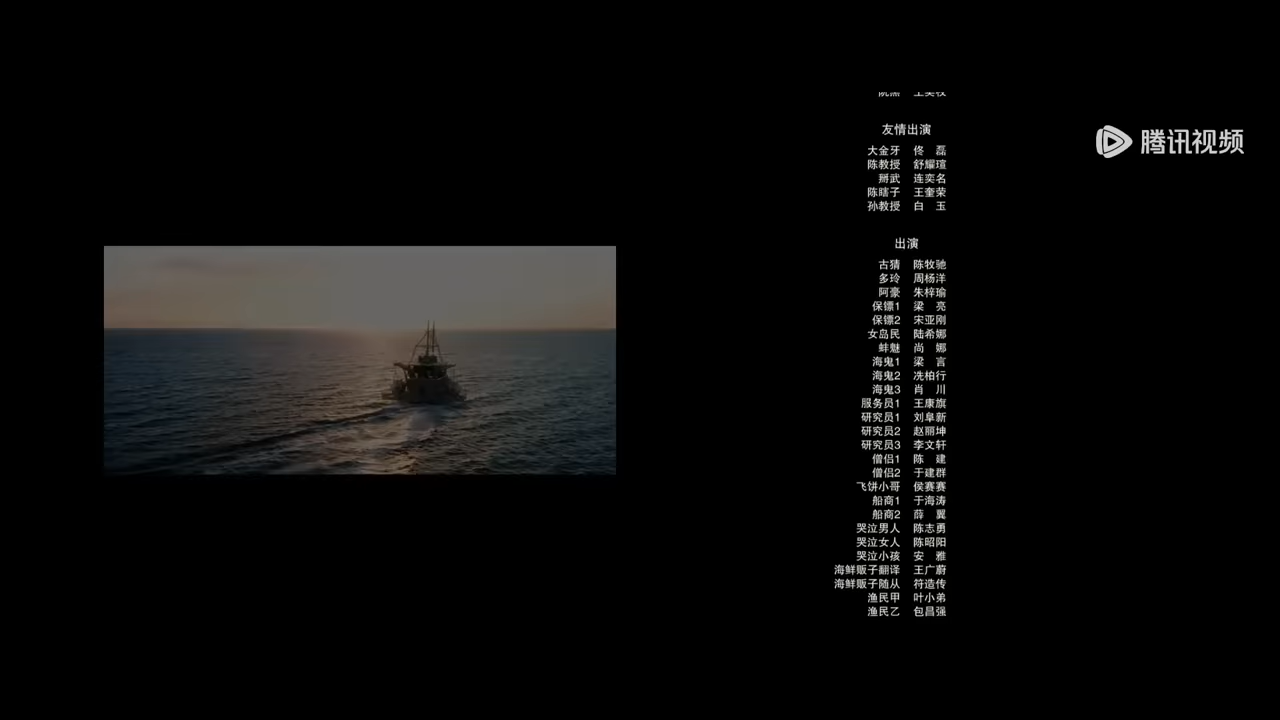 友情出演
大金牙 佟 磊
陈教授 舒耀瑄
掰武 连奕名
陈瞎子 王奎荣
孙教授 白 玉
出演
古猜 陈牧驰
多玲 周杨洋
阿豪 朱梓瑜
保镖1 梁 亮
保镖2 宋亚刚
女岛民 陆希娜
蚌魅 尚 娜
海鬼1 梁 言
海鬼2 冼柏行
海鬼3 肖 川
服务员1 王康旗
研究员1 刘阜新
研究员2 赵丽坤
研究员3 李文轩
僧侣1 陈 建
僧侣2 于建群
飞饼小哥 侯赛赛
船商1 于海涛
船商2 薛 翼
哭泣男人 陈志勇
哭泣女人 陈昭阳
哭泣小孩 安 雅
海鲜贩子翻译 王广蔚
海鲜贩子随从 符造传
渔民甲 叶小弟
渔民乙 包昌强
腾讯视频